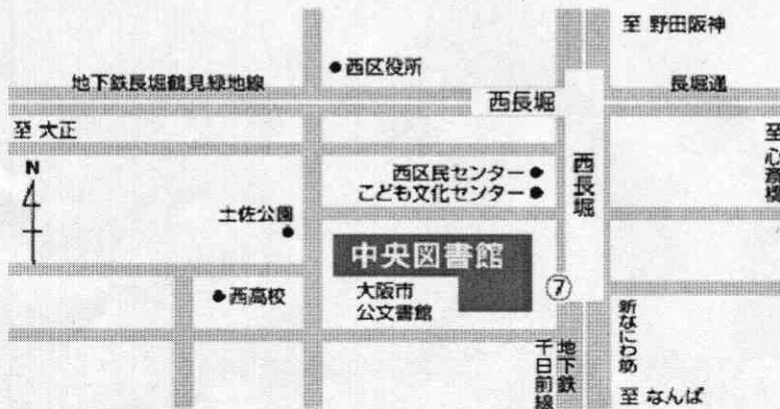 至 野田阪神
西区役所
地下鉄長堀鶴見緑地線
西長堀
長堀通
至 大正
至 心斎橋
N
西区民センター
こども文化センター
西長堀
土佐公園
中央図書館
西高校
大阪市
公文書館
⑦
新なにわ筋
地下鉄
千日前線
至 なんば